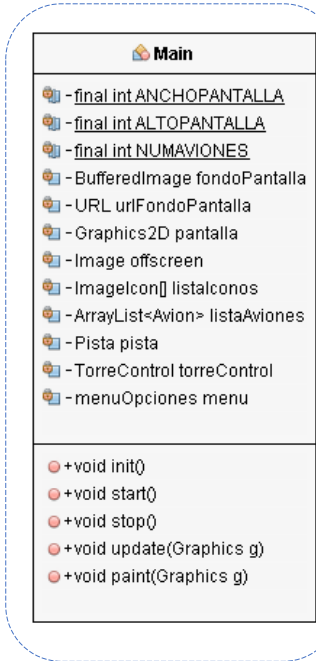 Main
-final int ANCHOPANTALLA
-final int ALTOPANTALLA
-final int NUMAVIONES
-BufferedImage fondoPantalla
-URL urlFondoPantalla
-Graphics2D pantalla
-Image offscreen
-ImageIcon[] listaIconos
-ArrayList<Avion> listaAviones
-Pista pista
-TorreControl torreControl
-menuOpciones menu
+void init()
+void start()
+void stop()
+void update(Graphics g)
+void paint(Graphics g)